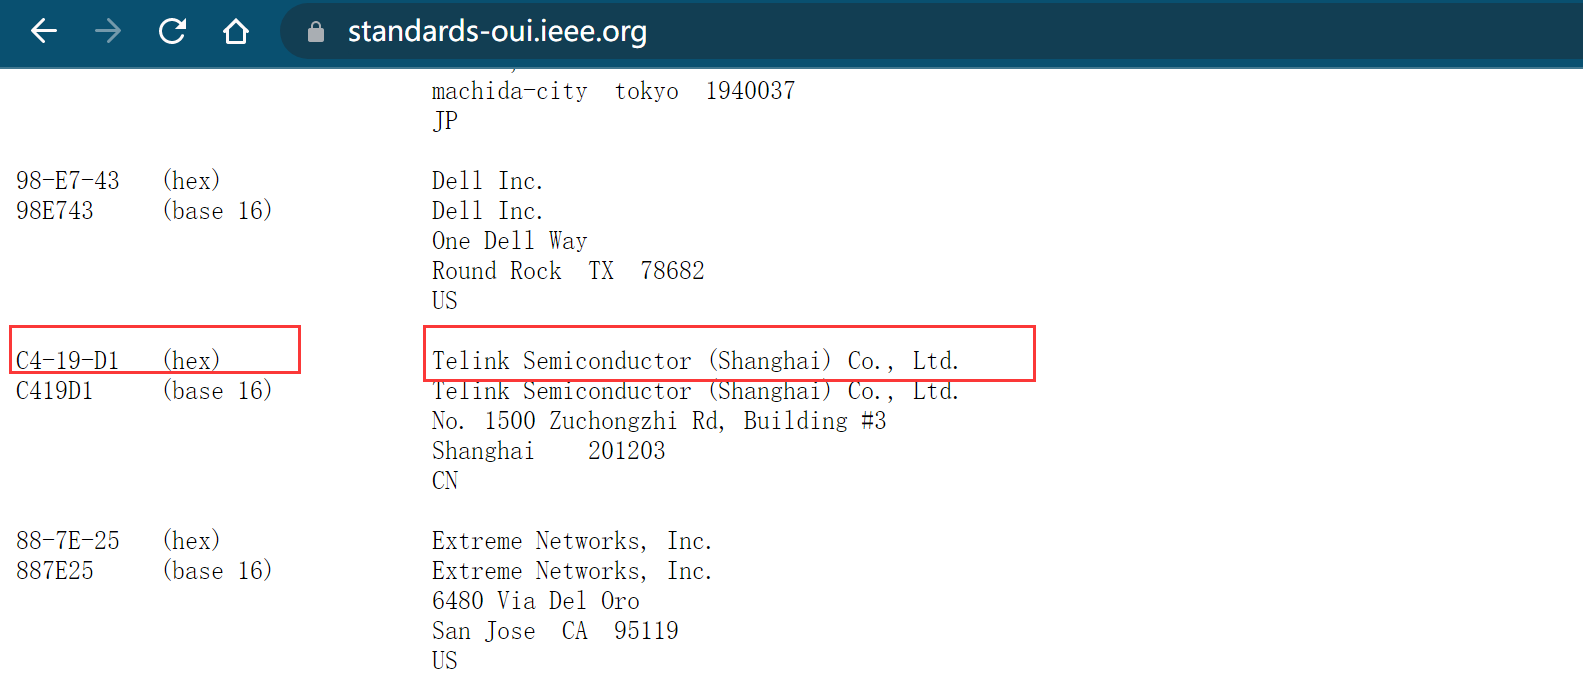 standards-oui.ieee.org
machida-city tokyo 1940037
JP
98-E7-43 (hex) Dell Inc.
98E743 (base 16) Dell Inc.
One Dell Way
Round Rock TX 78682
US
C4-19-D1 (hex) Telink Semiconductor (Shanghai) Co., Ltd.
C419D1 (base 16) Telink Semiconductor (Shanghai) Co., Ltd.
No. 1500 Zuchongzhi Rd, Building #3
Shanghai 201203
CN
88-7E-25 (hex) Extreme Networks, Inc.
887E25 (base 16) Extreme Networks, Inc.
6480 Via Del Oro
San Jose CA 95119
US